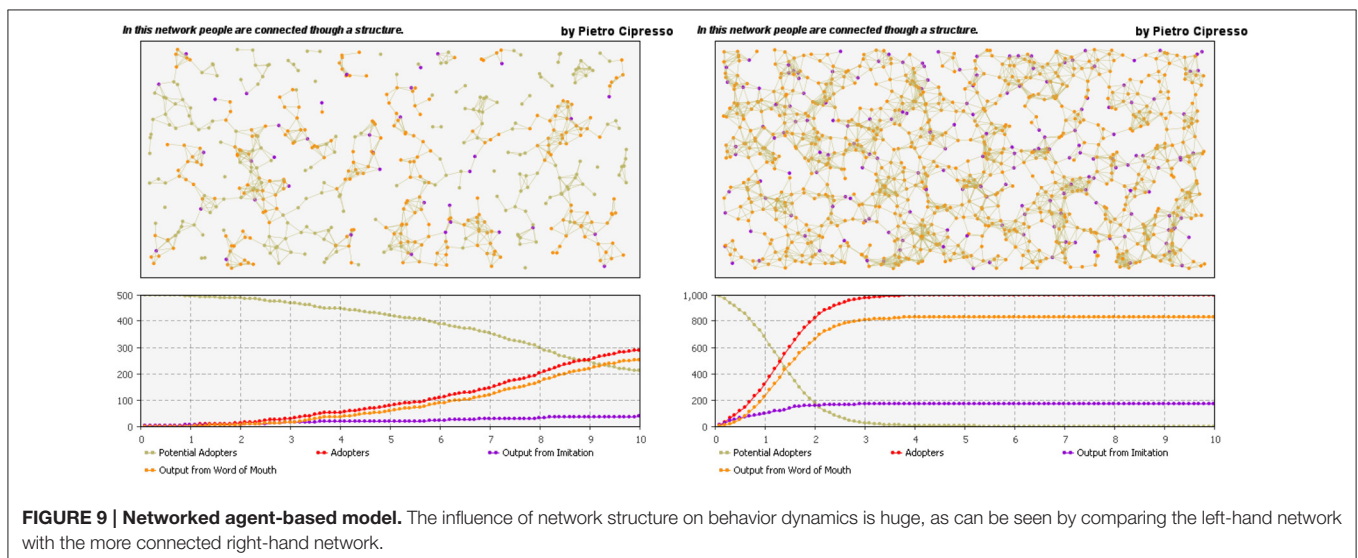 In this network people are connected though a structure.
by Pietro Cipresso
500
400
300
200
100
0
0 1 2 3 4 5 6 7 8 9 10
Potential Adopters Adopters Output from Imitation
Output from Word of Mouth
In this network people are connected though a structure.
by Pietro Cipresso
1,000
800
600
400
200
0
0 1 2 3 4 5 6 7 8 9 10
Potential Adopters Adopters Output from Imitation
Output from Word of Mouth
FIGURE 9 | Networked agent-based model. The influence of network structure on behavior dynamics is huge, as can be seen by comparing the left-hand network
with the more connected right-hand network.